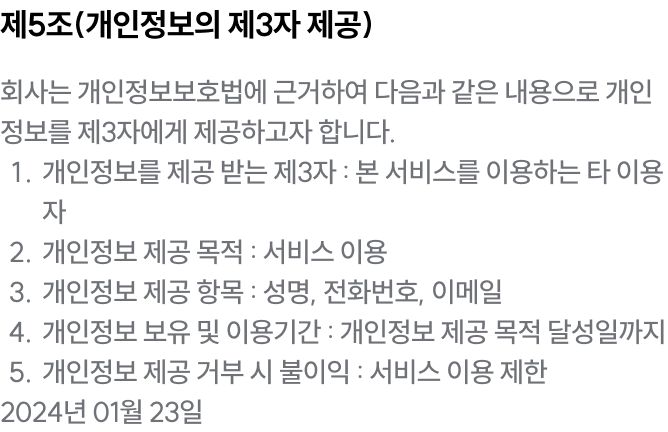 제5조(개인정보의 제3자 제공)
회사는 개인정보보호법에 근거하여 다음과 같은 내용으로 개인
정보를 제3자에게 제공하고자 합니다.
1. 개인정보를 제공 받는 제3자 : 본 서비스를 이용하는 타 이용
자
2. 개인정보 제공 목적 : 서비스 이용
3. 개인정보 제공 항목 : 성명, 전화번호, 이메일
4. 개인정보 보유 및 이용기간 : 개인정보 제공 목적 달성일까지
5. 개인정보 제공 거부 시 불이익 : 서비스 이용 제한
2024년 01월 23일